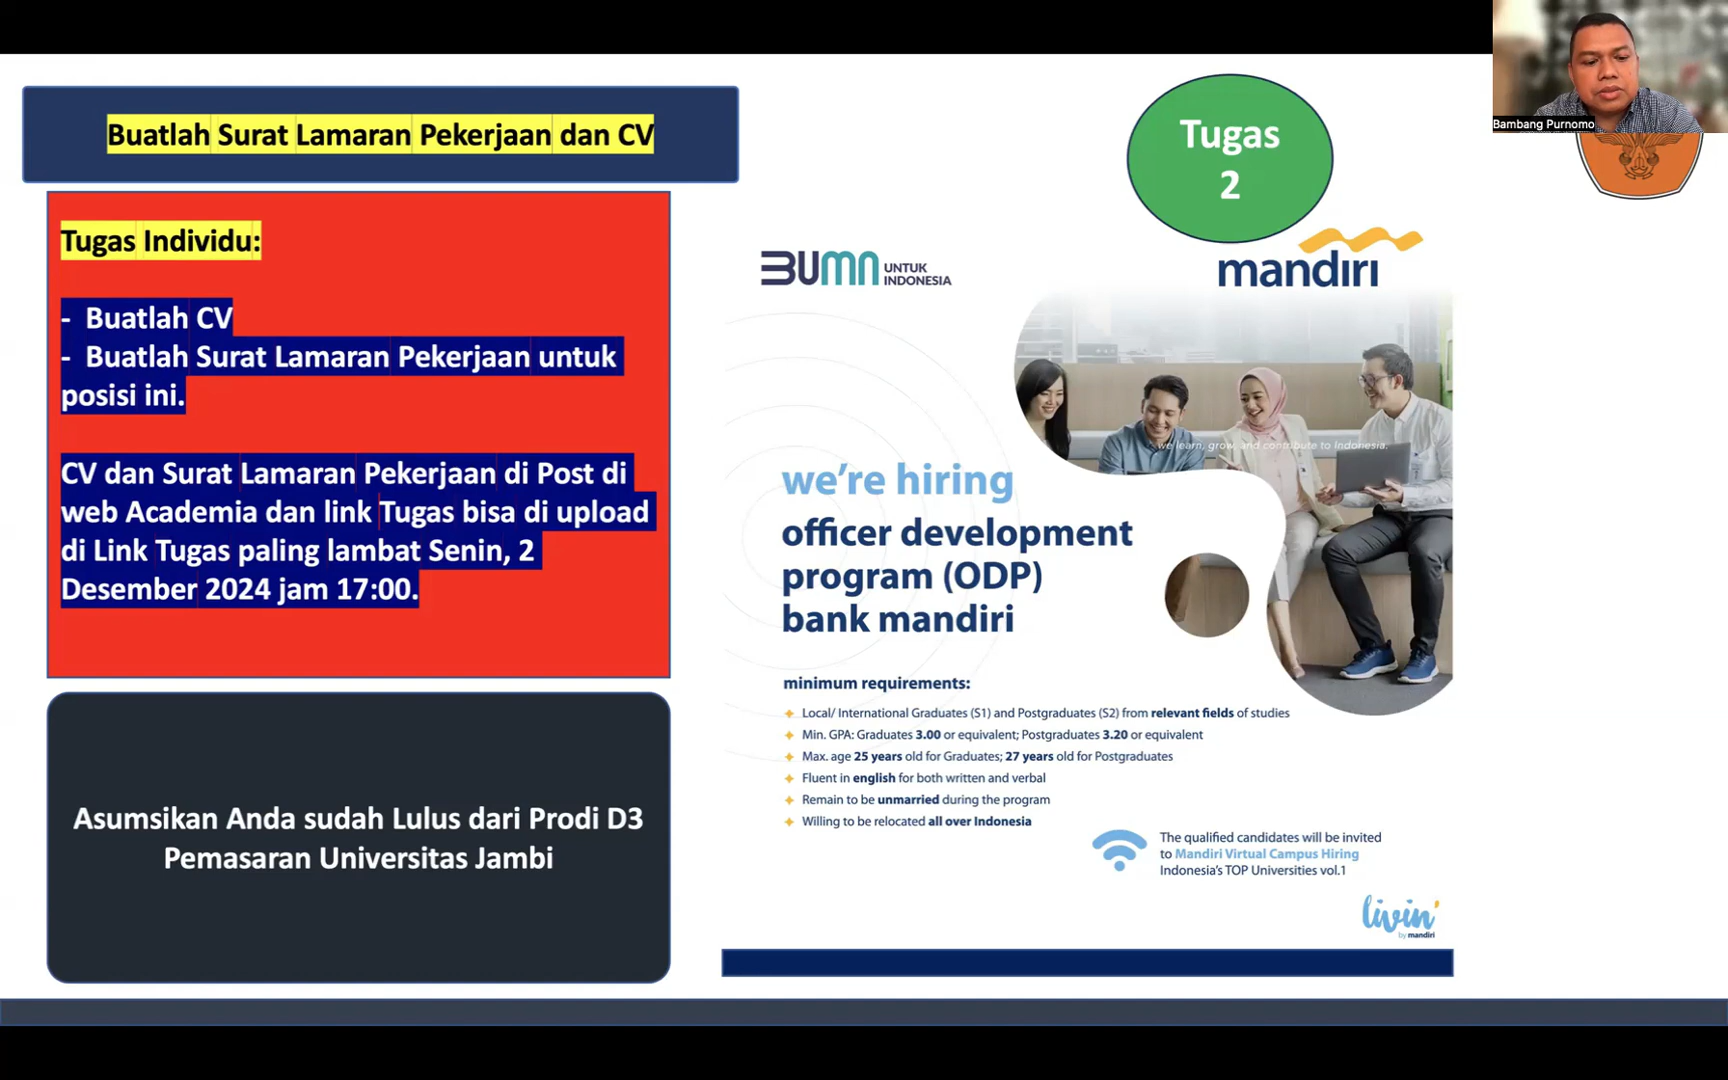 Buatlah Surat Lamaran Pekerjaan dan CV
Tugas Individu:
- Buatlah CV
- Buatlah Surat Lamaran Pekerjaan untuk
posisi ini.
CV dan Surat Lamaran Pekerjaan di Post di
web Academia dan link Tugas bisa di upload
di Link Tugas paling lambat Senin, 2
Desember 2024 jam 17:00.
Asumsikan Anda sudah Lulus dari Prodi D3
Pemasaran Universitas Jambi
Tugas
2
BUMN UNTUK
INDONESIA
mandiri
we learn, grow, and contribute to Indonesia.
we're hiring
officer development
program (ODP)
bank mandiri
minimum requirements:
Local/ International Graduates (S1) and Postgraduates (S2) from relevant fields of studies
Min. GPA: Graduates 3.00 or equivalent; Postgraduates 3.20 or equivalent
Max. age 25 years old for Graduates; 27 years old for Postgraduates
Fluent in english for both written and verbal
Remain to be unmarried during the program
Willing to be relocated all over Indonesia
The qualified candidates will be invited
to Mandiri Virtual Campus Hiring
Indonesia's TOP Universities vol.1
livin'
by mandiri
Bambang Purnomo